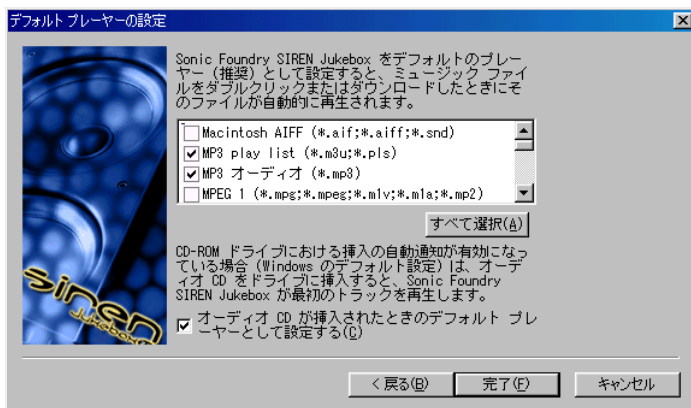 デフォルト プレーヤーの設定
Sonic Foundry SIREN Jukebox をデフォルトのプレー
ヤー（推奨）として設定すると、ミュージック ファイ
ルをダブルクリックまたはダウンロードしたときにそ
のファイルが自動的に再生されます。
Macintosh AIFF (*.aif;*.aiff;*.snd)
MP3 play list (*.m3u;*.pls)
MP3 オーディオ (*.mp3)
MPEG 1 (*.mpg;*.mpeg;*.m1v;*.m1a;*.mp2)
すべて選択(A)
CD-ROM ドライブにおける挿入の自動通知が有効になっ
ている場合（Windows のデフォルト設定）は、オーデ
ィオ CD をドライブに挿入すると、Sonic Foundry
SIREN Jukebox が最初のトラックを再生します。
オーディオ CD が挿入されたときのデフォルト プレ
ーヤーとして設定する(C)
siren
JUKEBOX
< 戻る(B)
完了(F)
キャンセル